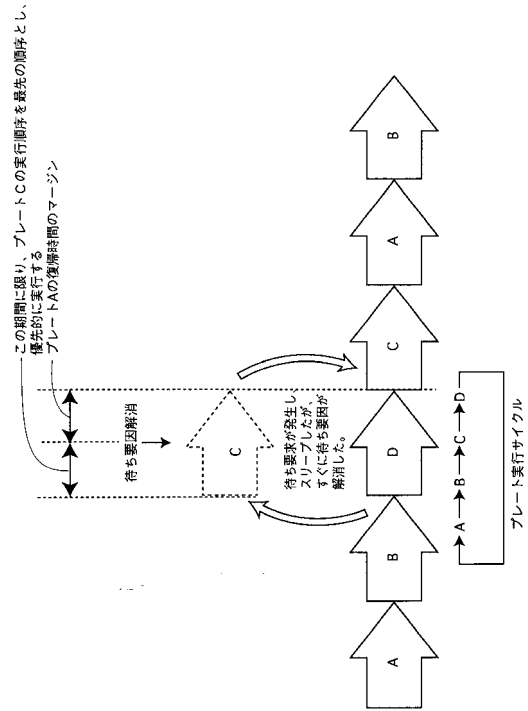 この期間に限り、プレートCの実行順序を最先の順序とし、
優先的に実行する
プレートAの復帰時間のマージン
待ち要因解消
C
待ち要求が発生し、
スリープしたが、
すぐに待ち要因が
解消した。
A
B
D
C
A
B
A→B→C→D
プレート実行サイクル